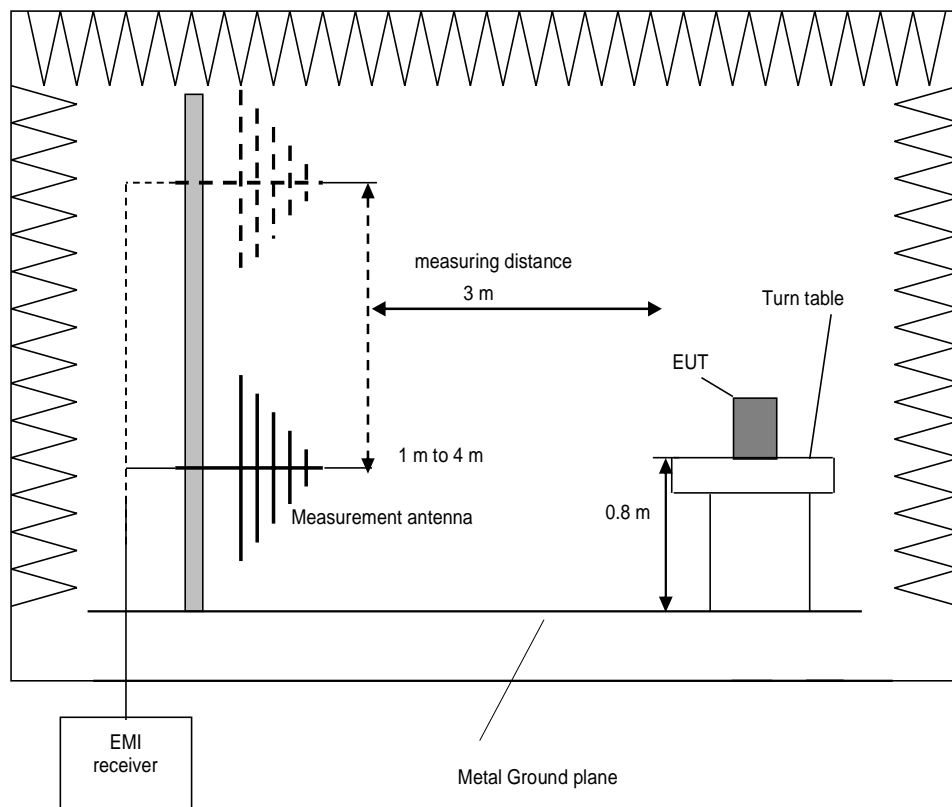 measuring distance
3 m
Turn table
EUT
1 m to 4 m
0.8 m
Measurement antenna
EMI
receiver
Metal Ground plane